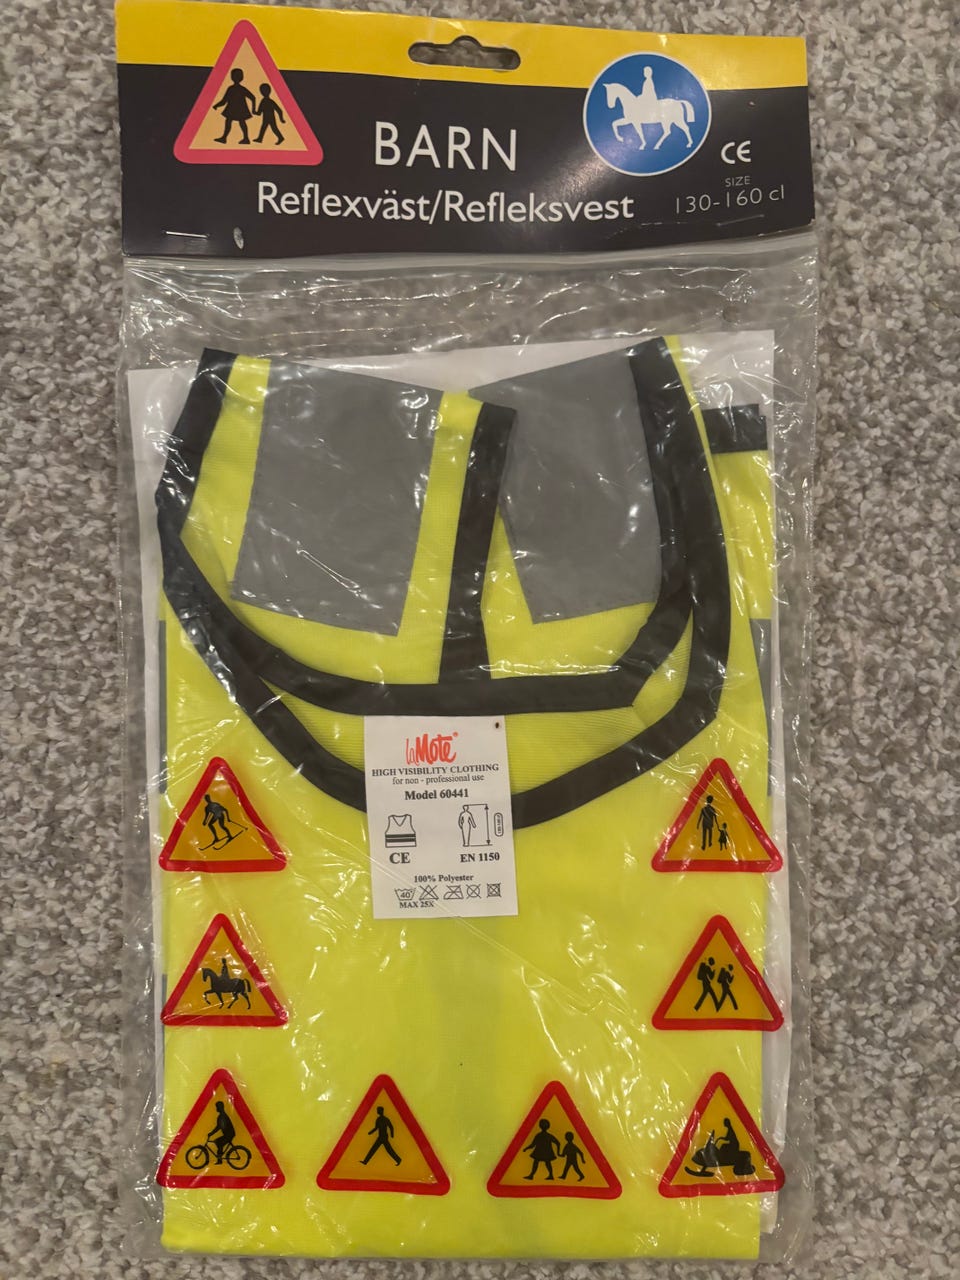 BARN
Reflexväst/Refleksvest
CE
SIZE
130-160 cl
laMote®
HIGH VISIBILITY CLOTHING
for non - professional use
Model 60441
CE
EN 1150
100% Polyester
40
MAX 25X